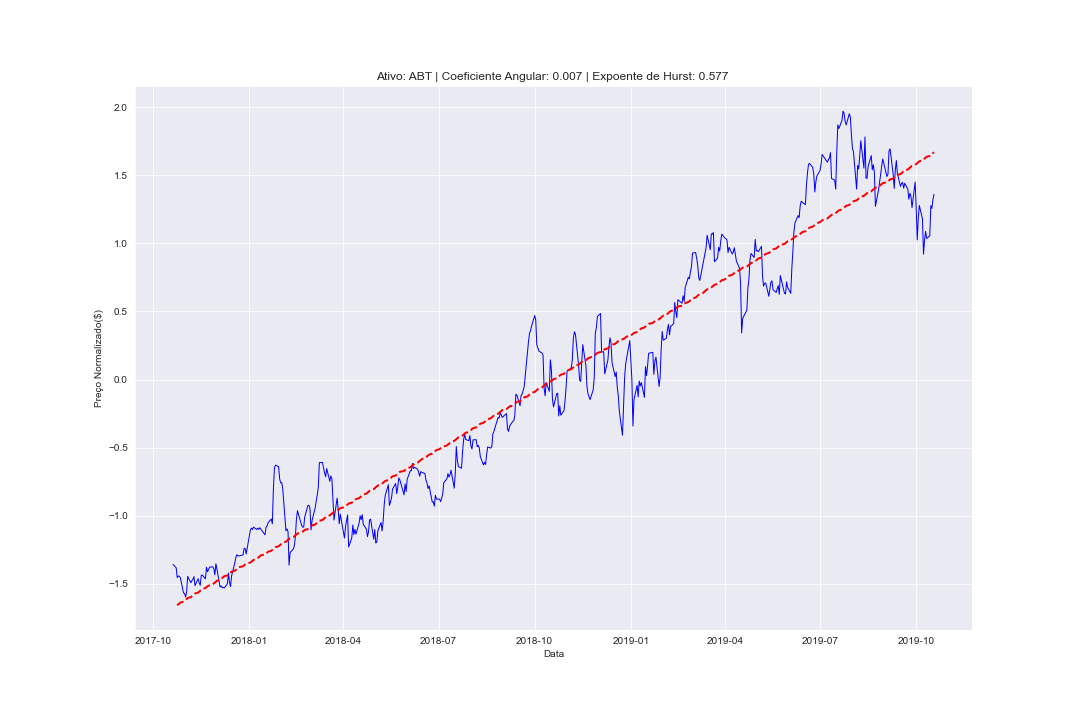 Ativo: ABT | Coeficiente Angular: 0.007 | Expoente de Hurst: 0.577
2.0
1.5
1.0
0.5
0.0
−0.5
−1.0
−1.5
Preço Normalizado($)
2017-10 2018-01 2018-04 2018-07 2018-10 2019-01 2019-04 2019-07 2019-10
Data